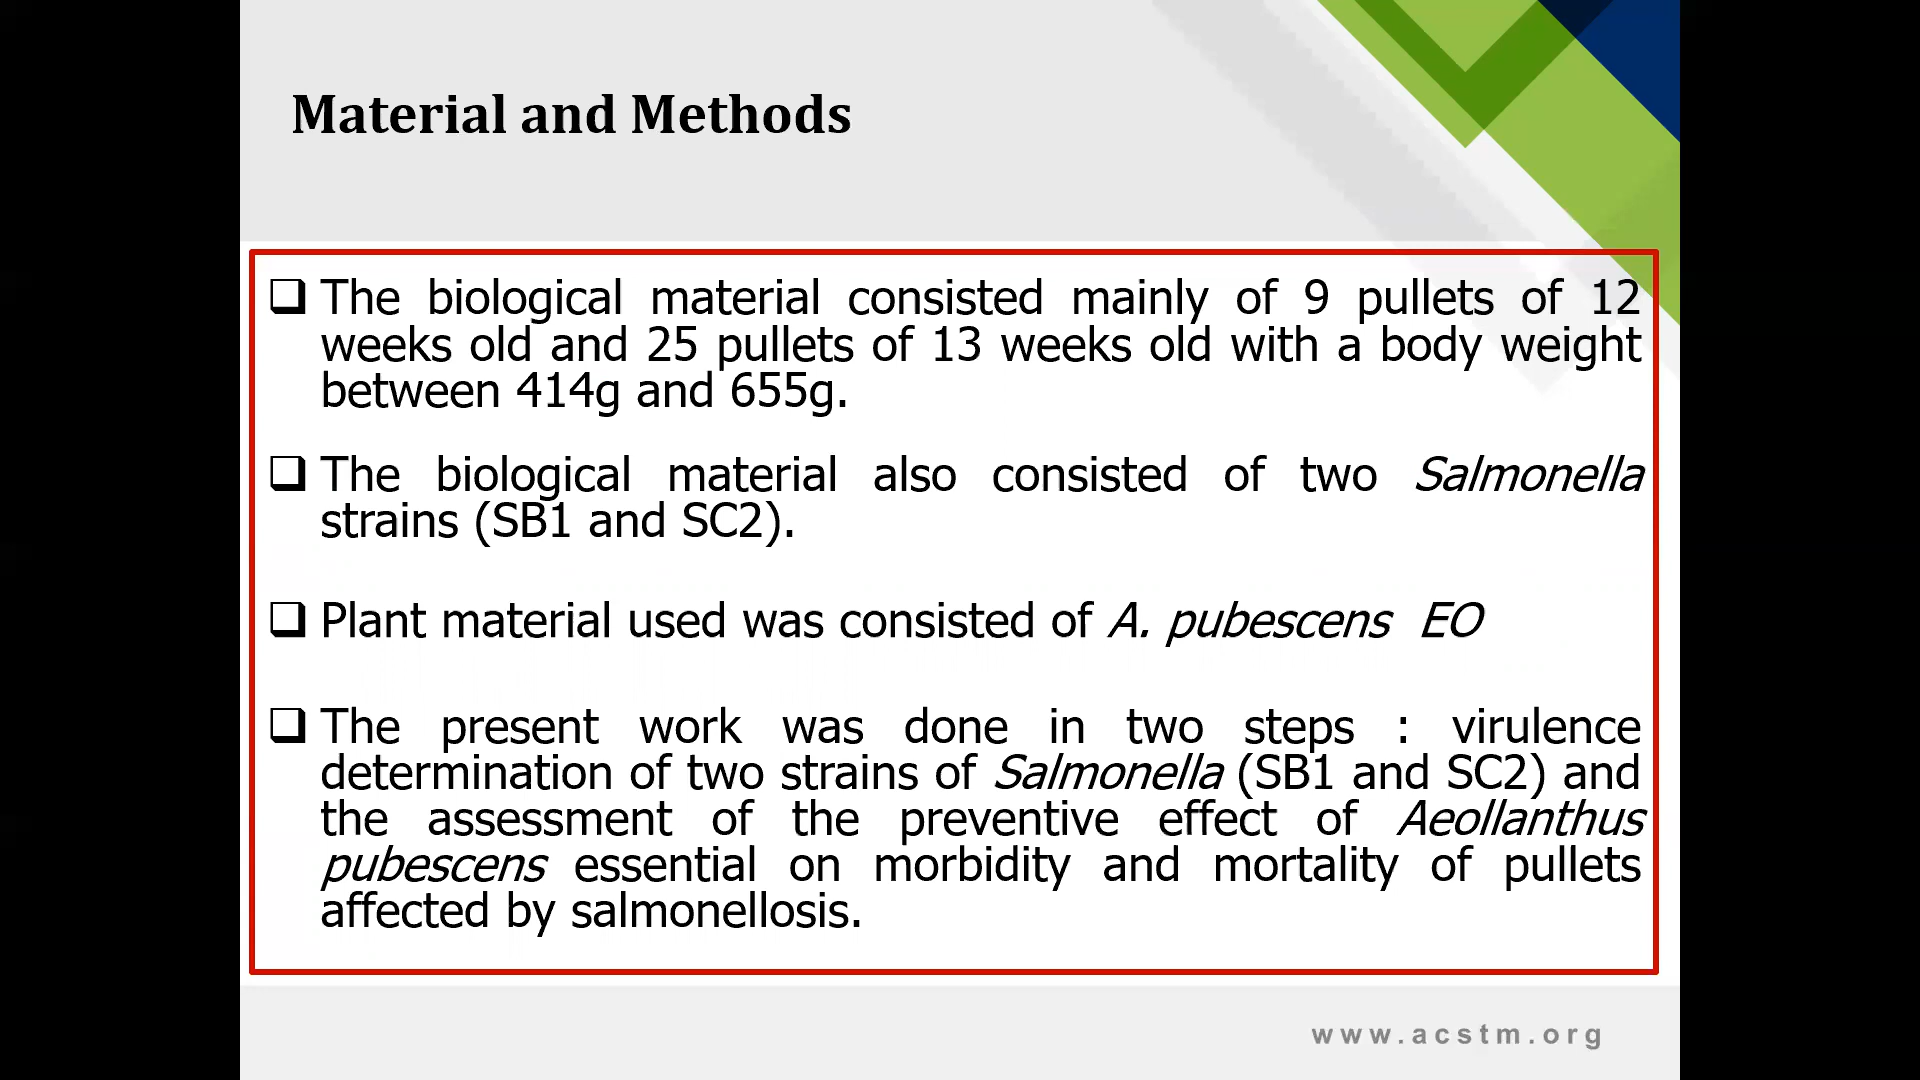 Material and Methods
❑ The biological material consisted mainly of 9 pullets of 12
weeks old and 25 pullets of 13 weeks old with a body weight
between 414g and 655g.
❑ The biological material also consisted of two Salmonella
strains (SB1 and SC2).
❑ Plant material used was consisted of A. pubescens EO
❑ The present work was done in two steps : virulence
determination of two strains of Salmonella (SB1 and SC2) and
the assessment of the preventive effect of Aeollanthus
pubescens essential on morbidity and mortality of pullets
affected by salmonellosis.
www.acstm.org